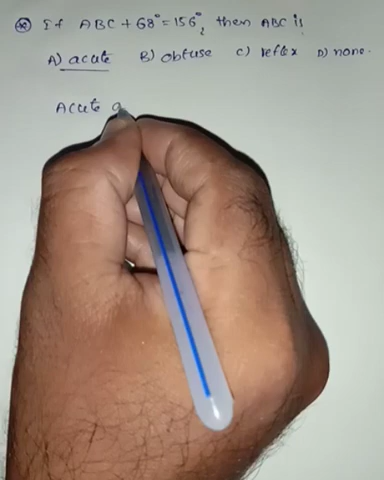 If ABC + 68° = 156°, then ABC is
A) acute B) obtuse C) reflex D) none.
Acute a